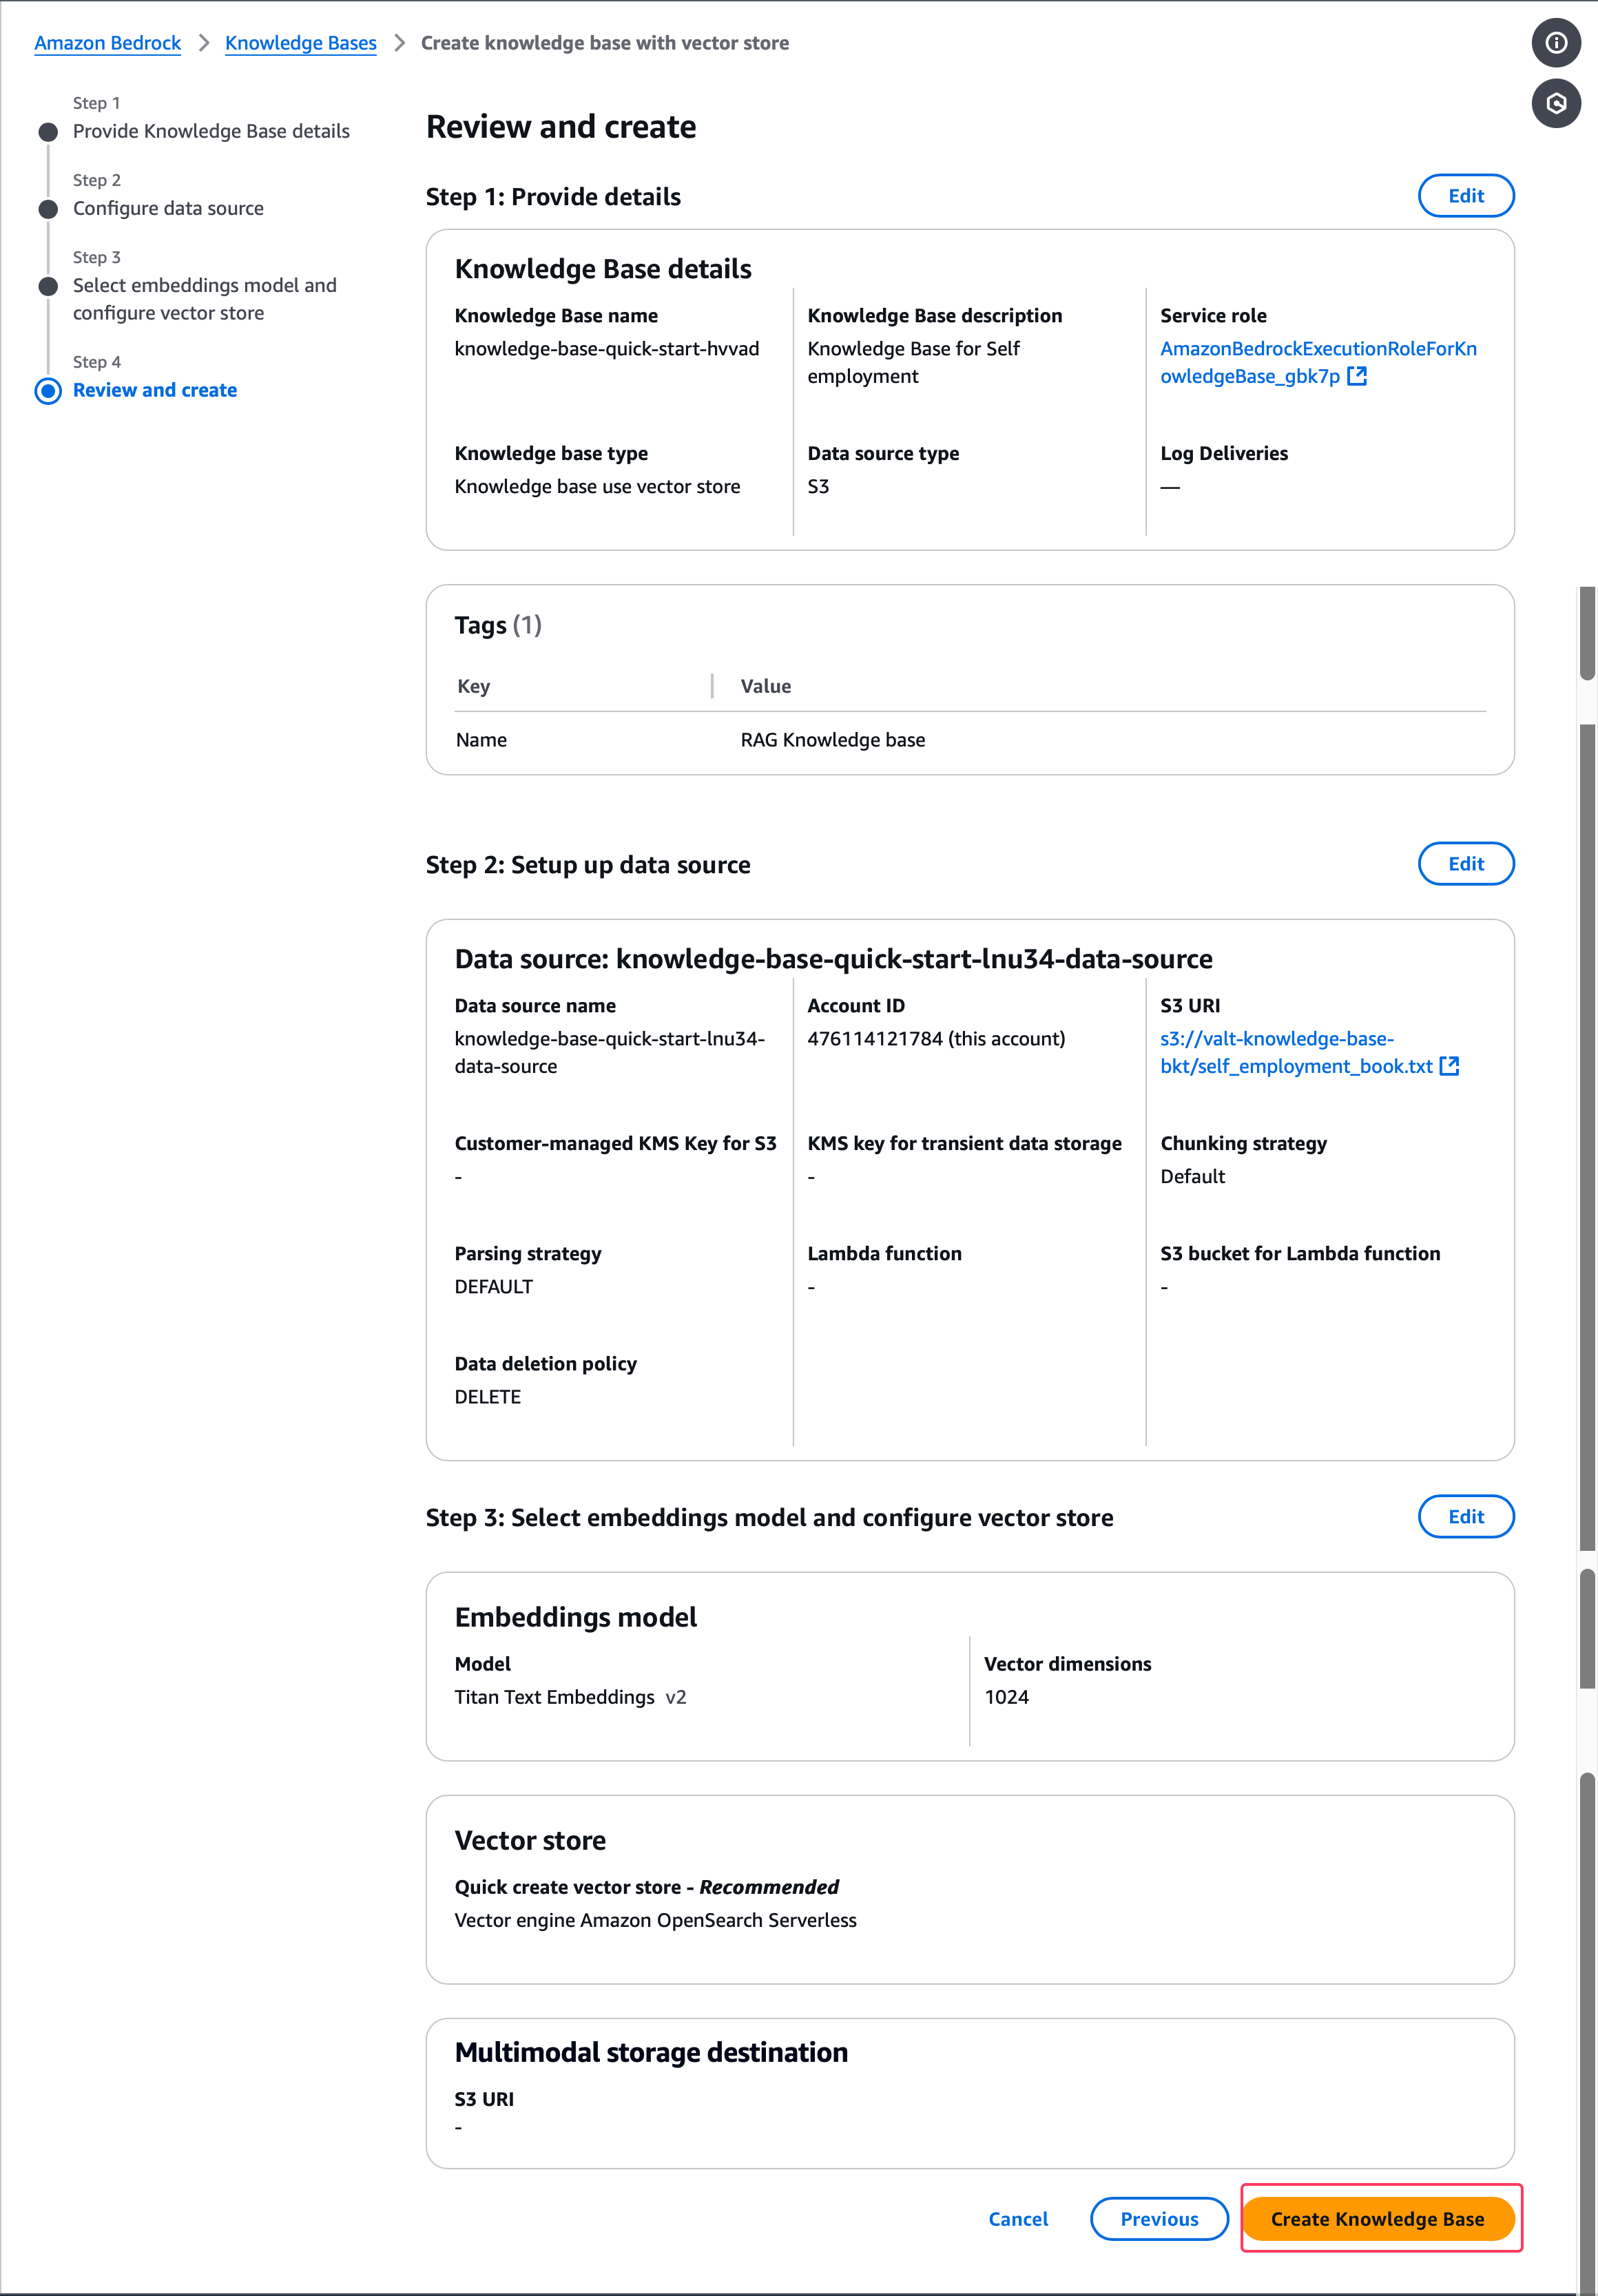 Amazon Bedrock > Knowledge Bases > Create knowledge base with vector store
Step 1
Provide Knowledge Base details
Step 2
Configure data source
Step 3
Select embeddings model and
configure vector store
Step 4
Review and create
Review and create
Step 1: Provide details
Edit
Knowledge Base details
Knowledge Base name
knowledge-base-quick-start-hvvad
Knowledge Base description
Knowledge Base for Self
employment
Service role
AmazonBedrockExecutionRoleForKn
owledgeBase_gbk7p
Knowledge base type
Knowledge base use vector store
Data source type
S3
Log Deliveries
—
Tags (1)
Key
Value
Name
RAG Knowledge base
Step 2: Setup up data source
Edit
Data source: knowledge-base-quick-start-lnu34-data-source
Data source name
knowledge-base-quick-start-lnu34-
data-source
Account ID
476114121784 (this account)
S3 URI
s3://valt-knowledge-base-
bkt/self_employment_book.txt
Customer-managed KMS Key for S3
-
KMS key for transient data storage
-
Chunking strategy
Default
Parsing strategy
DEFAULT
Lambda function
-
S3 bucket for Lambda function
-
Data deletion policy
DELETE
Step 3: Select embeddings model and configure vector store
Edit
Embeddings model
Model
Titan Text Embeddings v2
Vector dimensions
1024
Vector store
Quick create vector store - Recommended
Vector engine Amazon OpenSearch Serverless
Multimodal storage destination
S3 URI
-
Cancel
Previous
Create Knowledge Base